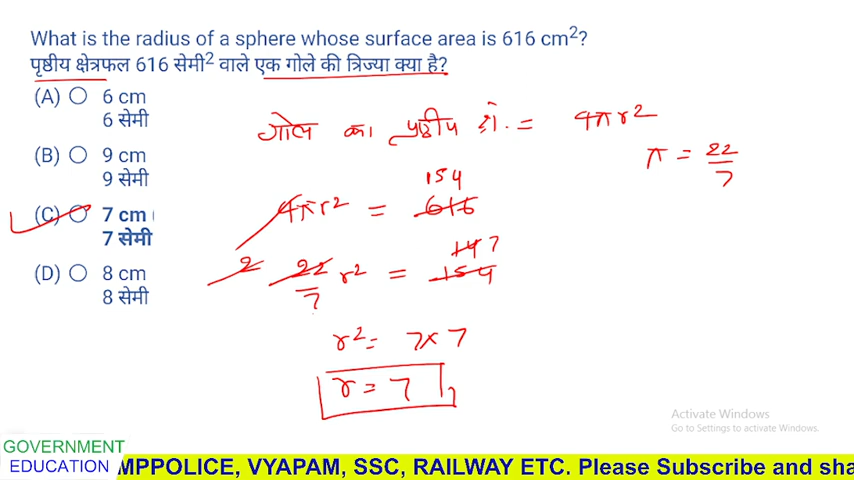 What is the radius of a sphere whose surface area is 616 cm²?
पृष्ठीय क्षेत्रफल 616 सेमी² वाले एक गोले की त्रिज्या क्या है?
(A) 6 cm
6 सेमी
(B) 9 cm
9 सेमी
(C) 7 cm
7 सेमी
(D) 8 cm
8 सेमी
गोल का पृष्ठीय क्षे. = 4πr²
π = 22/7
154
4πr² = 616
14 7
2 22/7 r² = 154
r² = 7×7
r = 7
Activate Windows
Go to Settings to activate Windows.
GOVERNMENT
EDUCATION
MPPOLICE, VYAPAM, SSC, RAILWAY ETC. Please Subscribe and sha